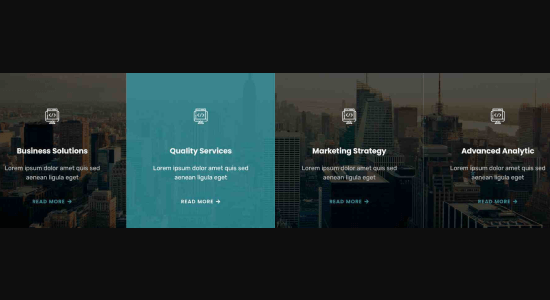 Business Solutions
Lorem ipsum dolor amet quis sed
aenean ligula eget
READ MORE →
Quality Services
Lorem ipsum dolor amet quis sed
aenean ligula eget
READ MORE →
Marketing Strategy
Lorem ipsum dolor amet quis sed
aenean ligula eget
READ MORE →
Advanced Analytic
Lorem ipsum dolor amet quis sed
aenean ligula eget
READ MORE →